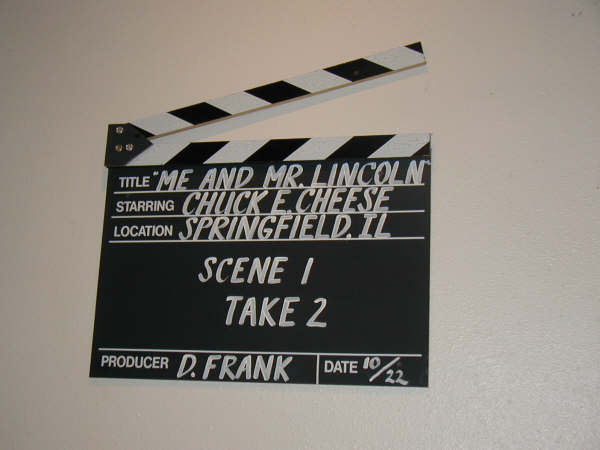 TITLE "ME AND MR. LINCOLN"
STARRING CHUCK E. CHEESE
LOCATION SPRINGFIELD, IL
SCENE 1
TAKE 2
PRODUCER D. FRANK DATE 10/22